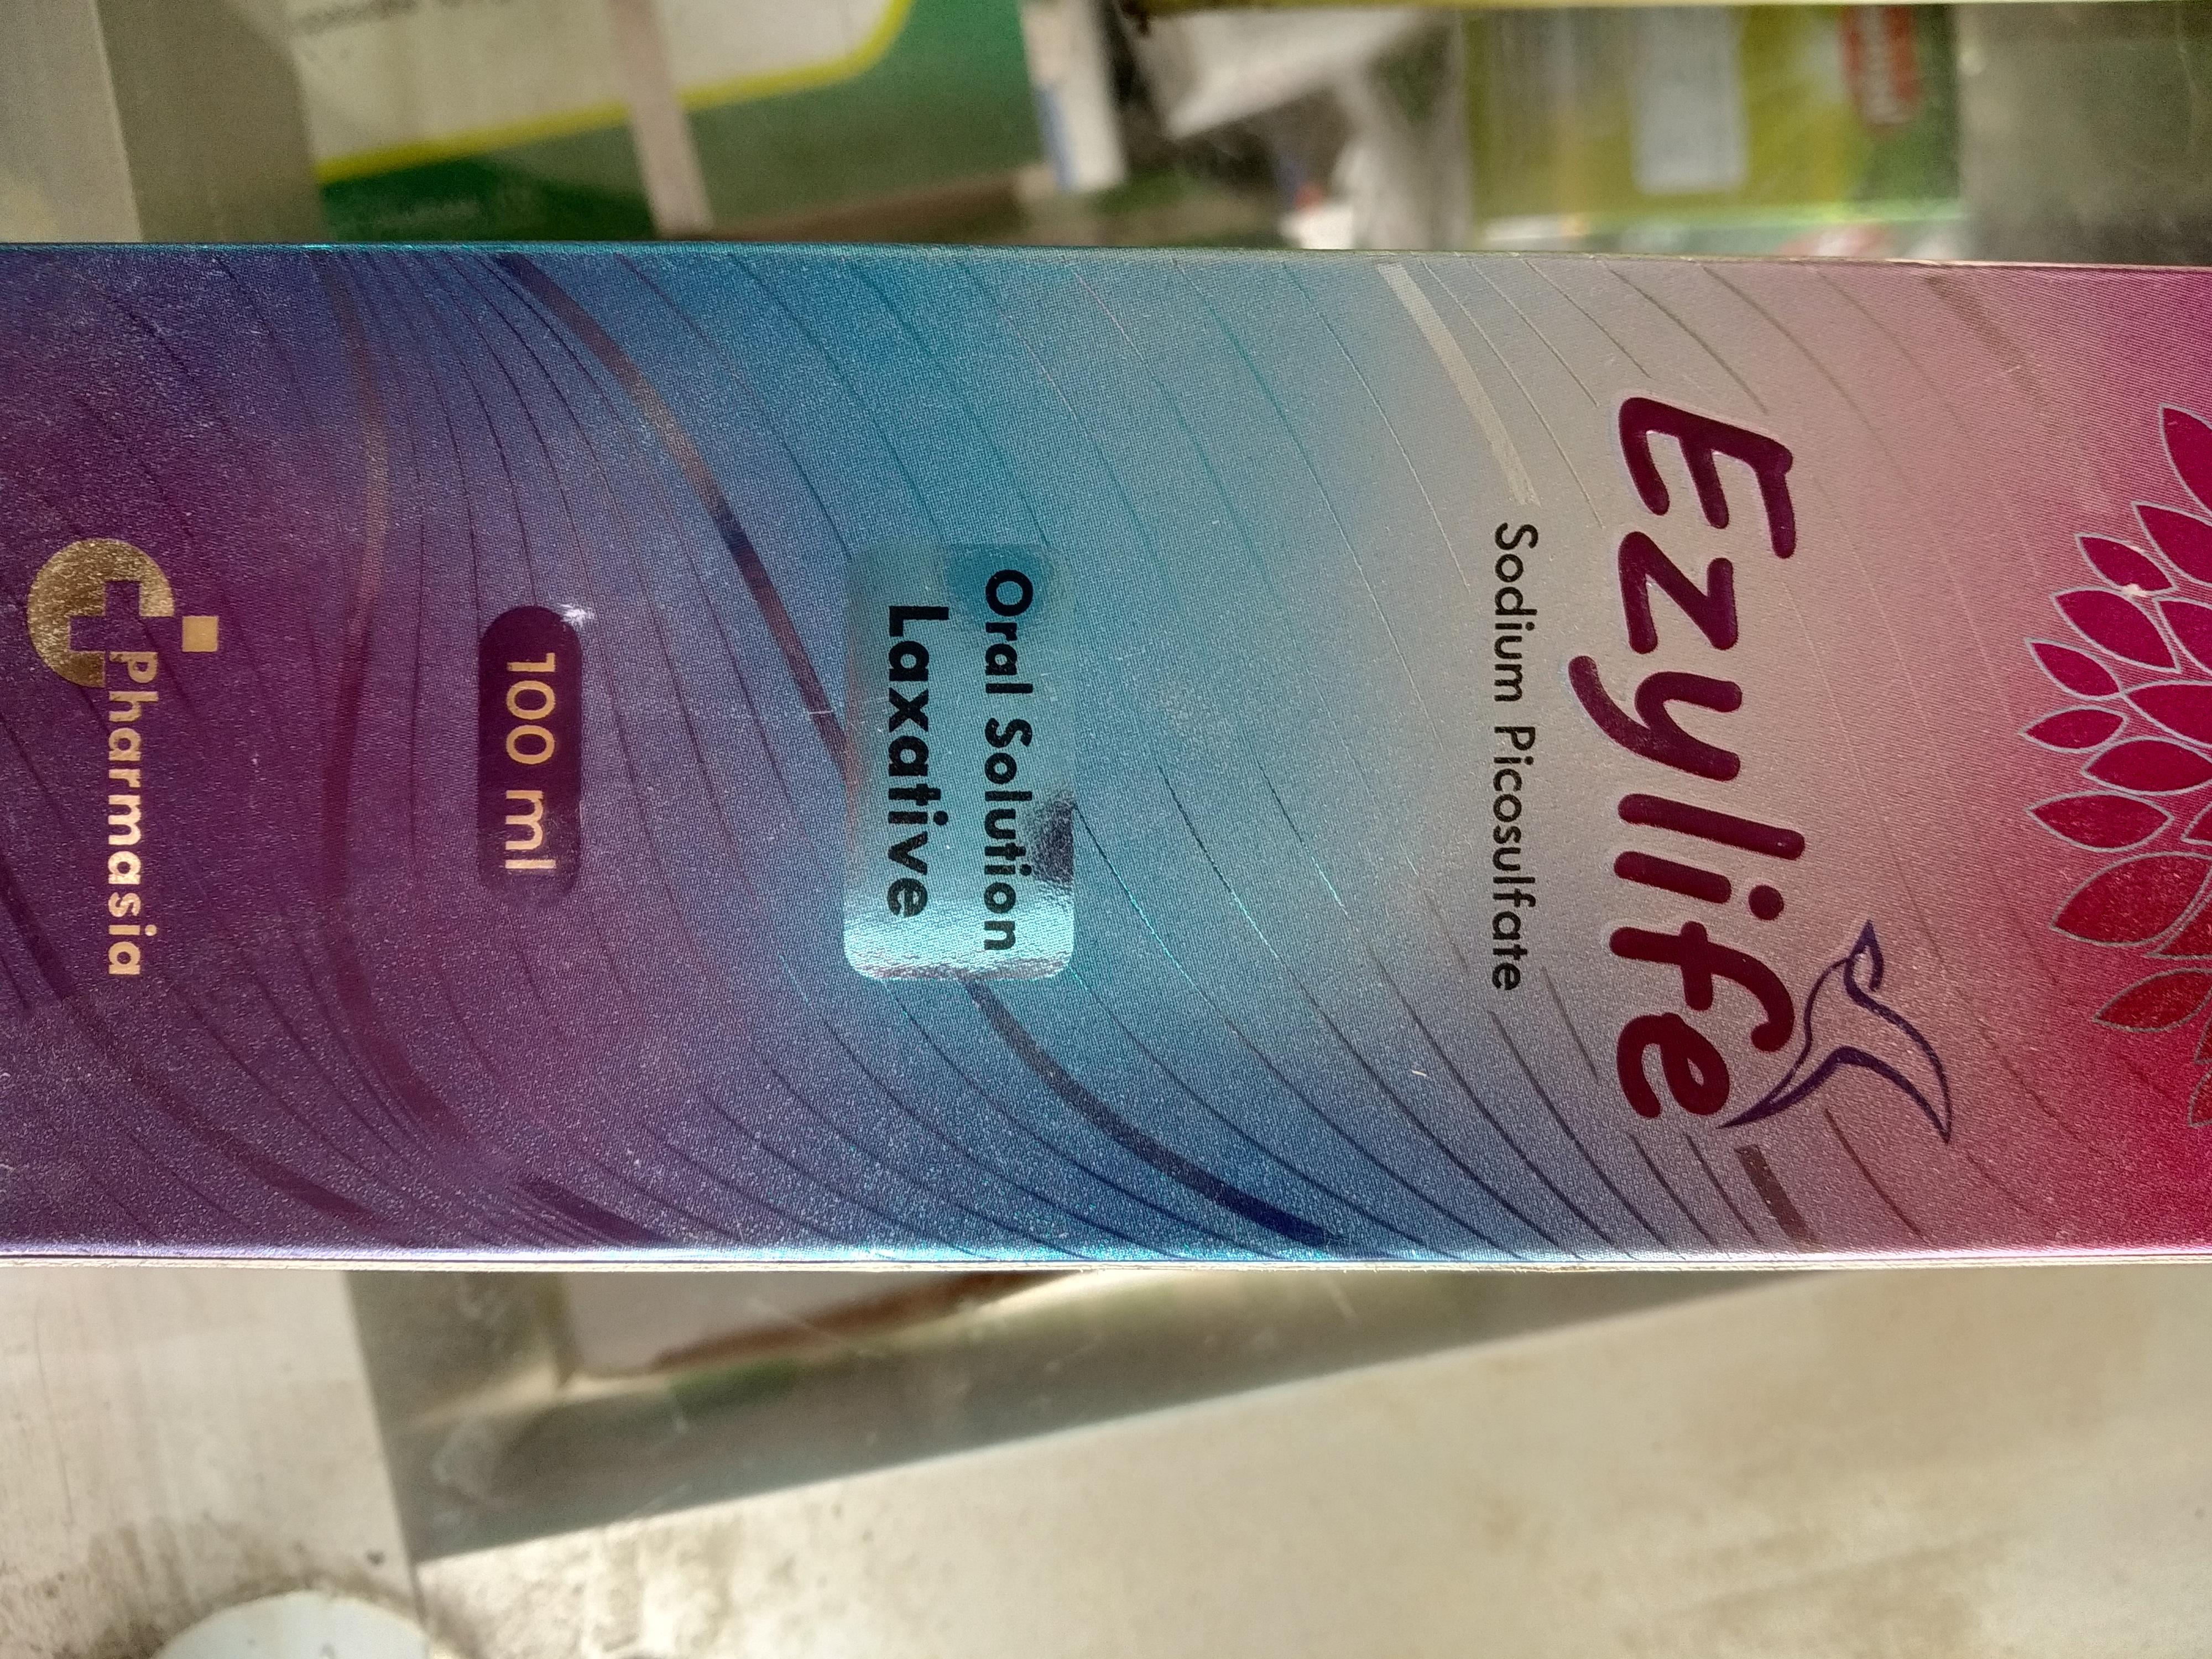 Ezylife
Sodium Picosulfate
Oral Solution
Laxative
100 ml
Pharmasia